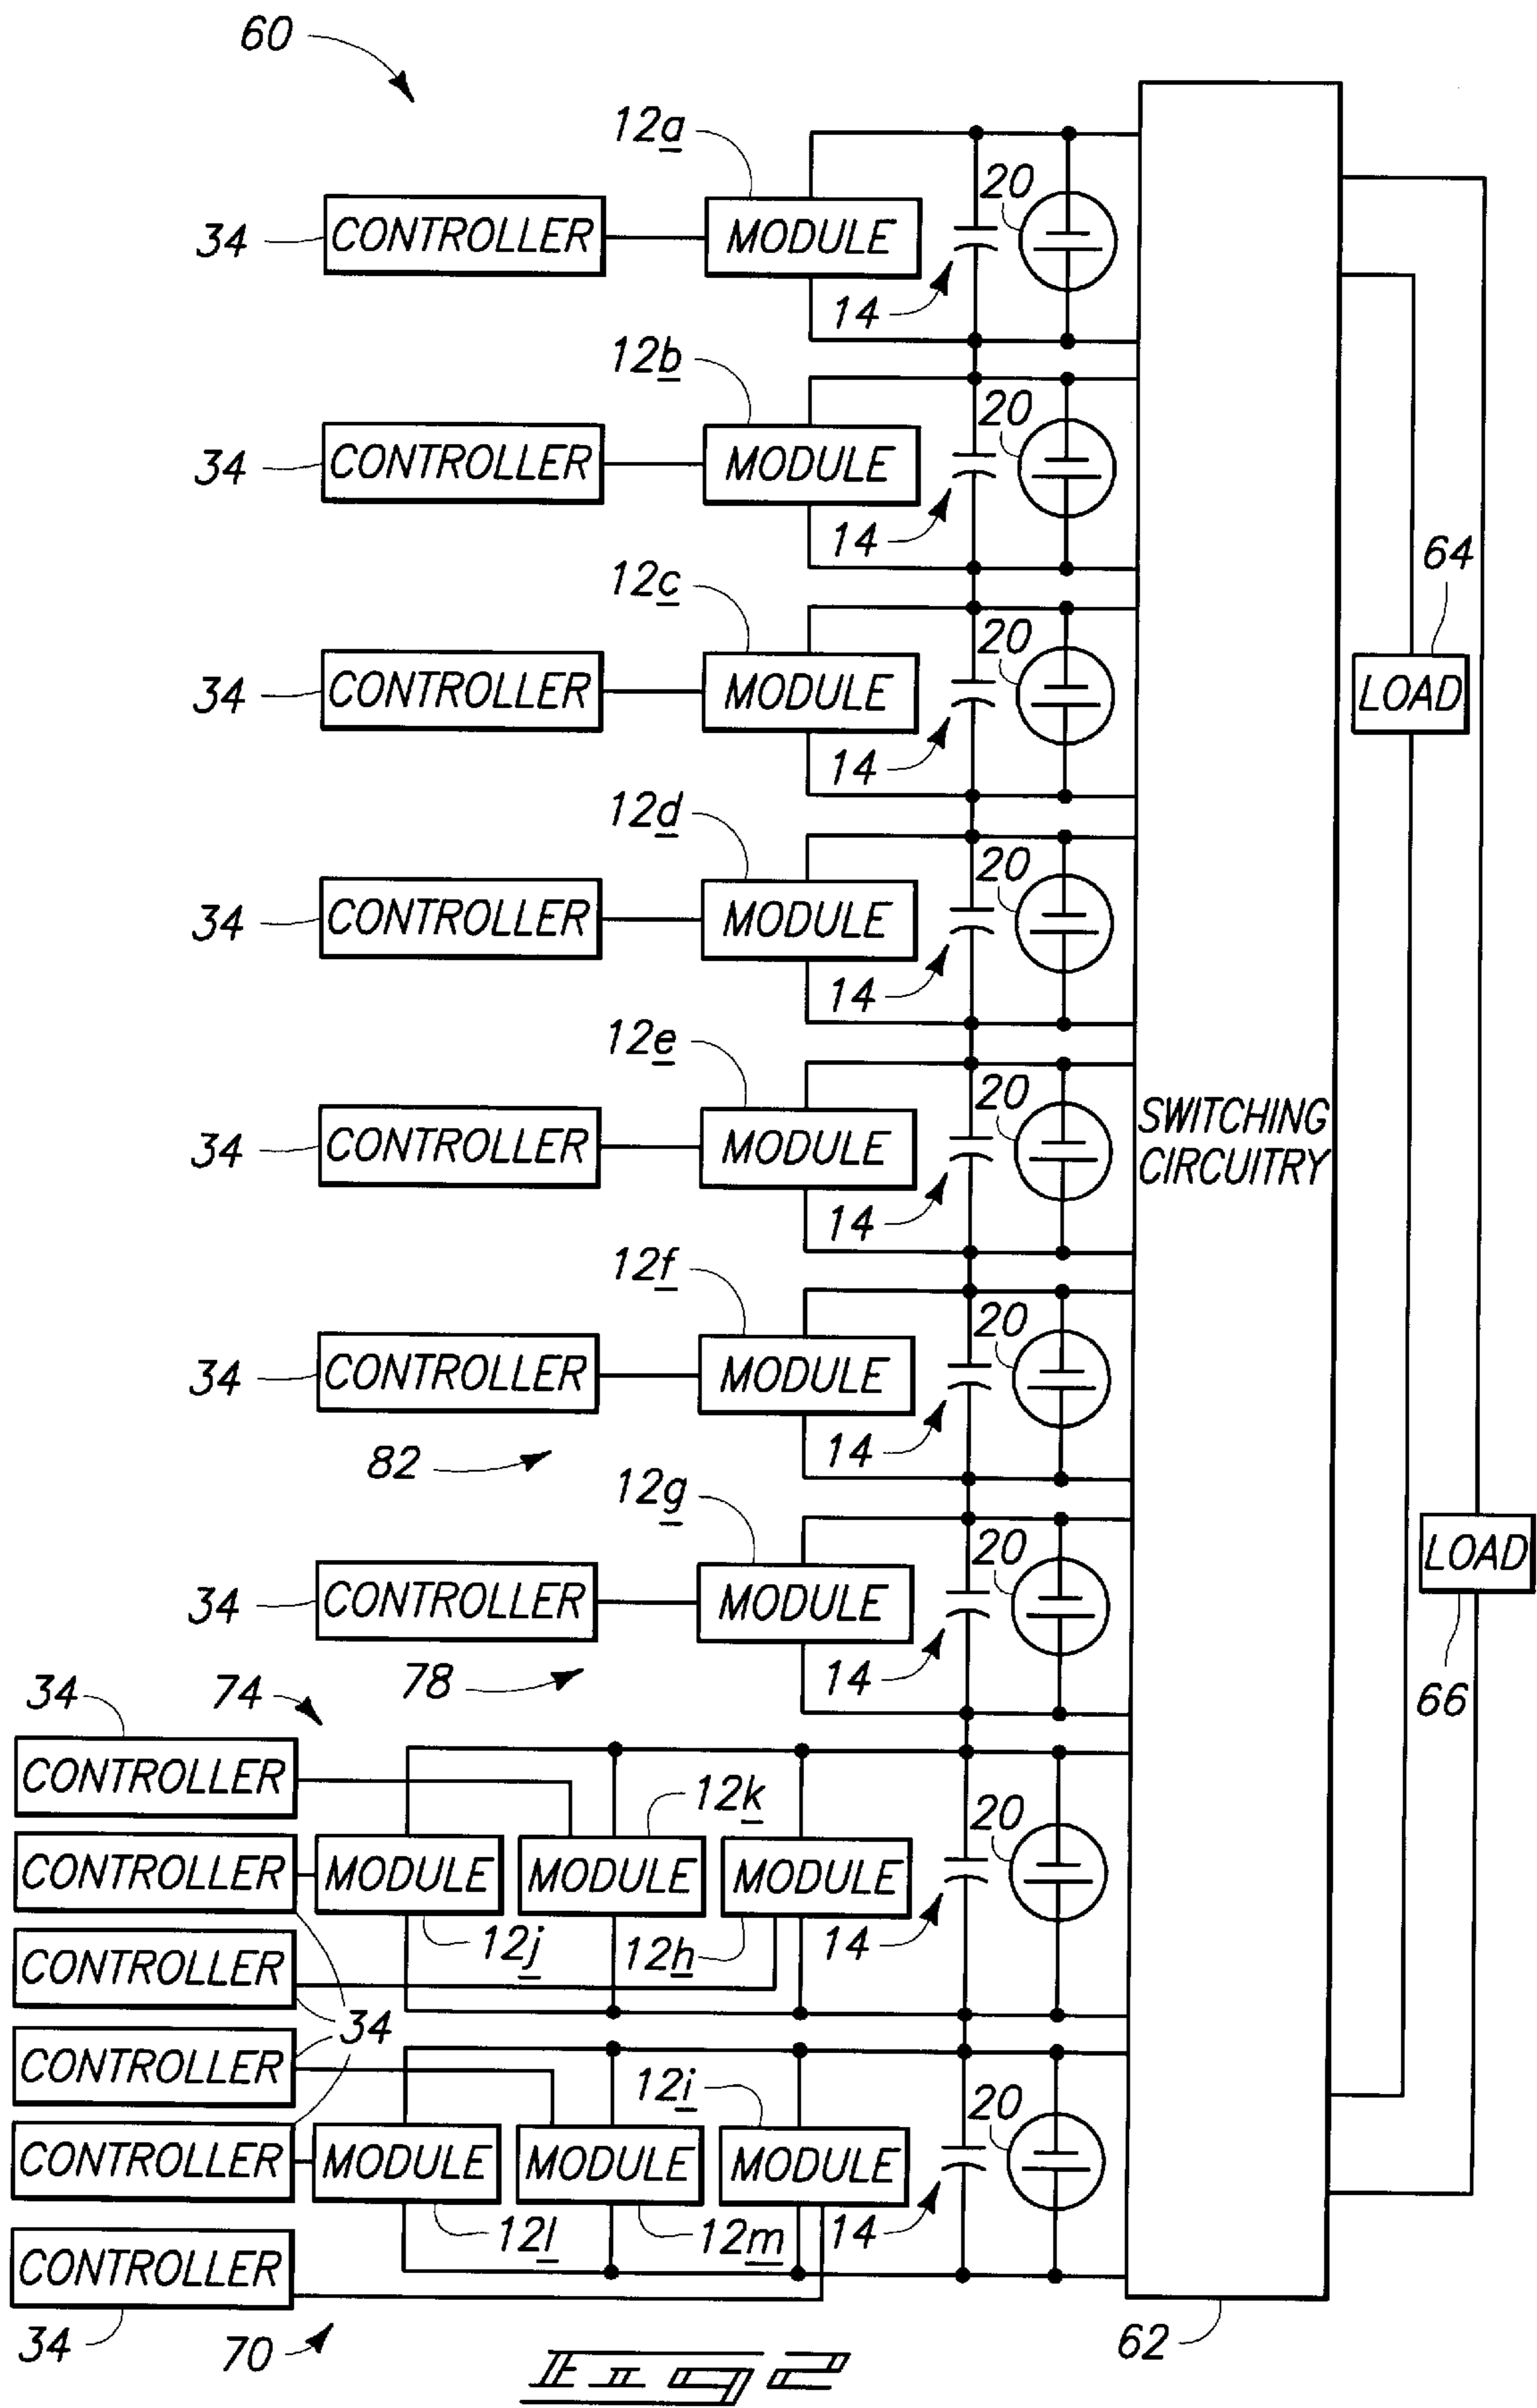 60
12a
20
34 CONTROLLER MODULE
14
12b
20
34 CONTROLLER MODULE
14
64
12c
20
34 CONTROLLER MODULE
LOAD
14
12d
20
34 CONTROLLER MODULE
14
12e
20
SWITCHING
CIRCUITRY
34 CONTROLLER MODULE
14
12f
20
34 CONTROLLER MODULE
14
82
12g
20
LOAD
34 CONTROLLER MODULE
14
78
34
74
66
CONTROLLER
12k
20
CONTROLLER MODULE MODULE MODULE
12j
12h
14
CONTROLLER
34
CONTROLLER
12i
20
CONTROLLER MODULE MODULE MODULE
12l
12m
14
CONTROLLER
34
70
62
Fig 2